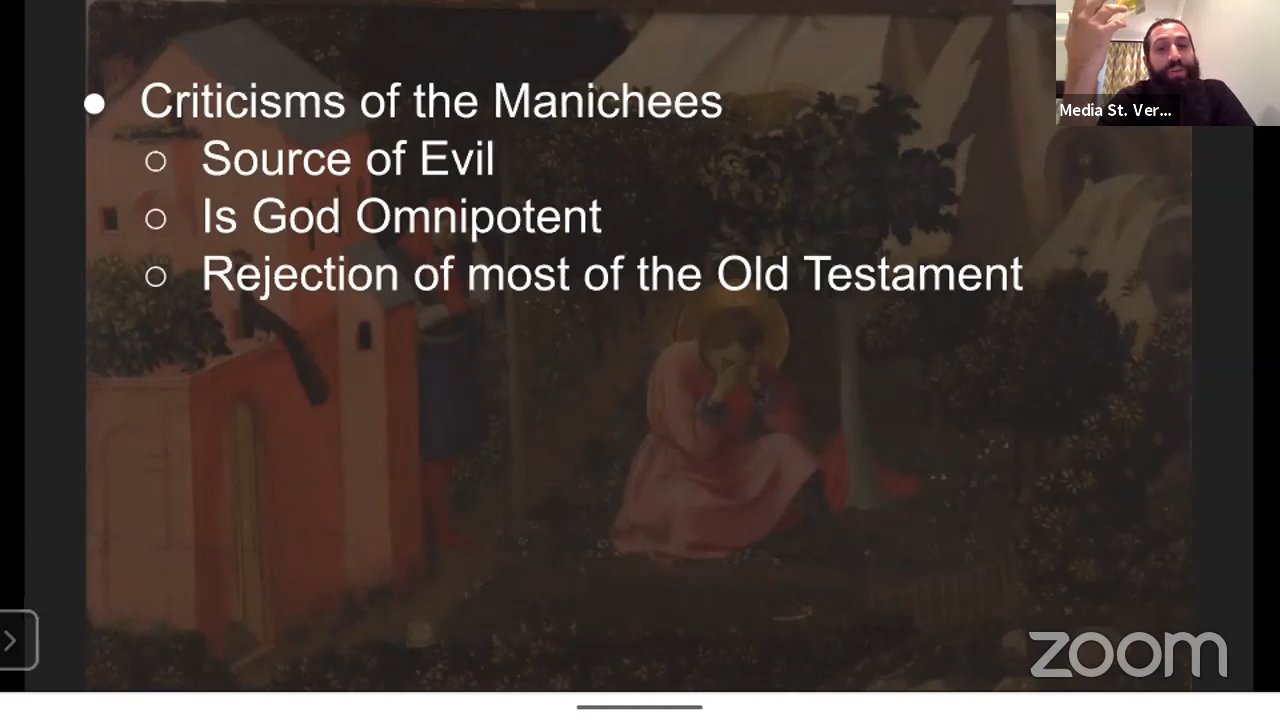 Criticisms of the Manichees
Source of Evil
Is God Omnipotent
Rejection of most of the Old Testament
Media St. Ver...
zoom